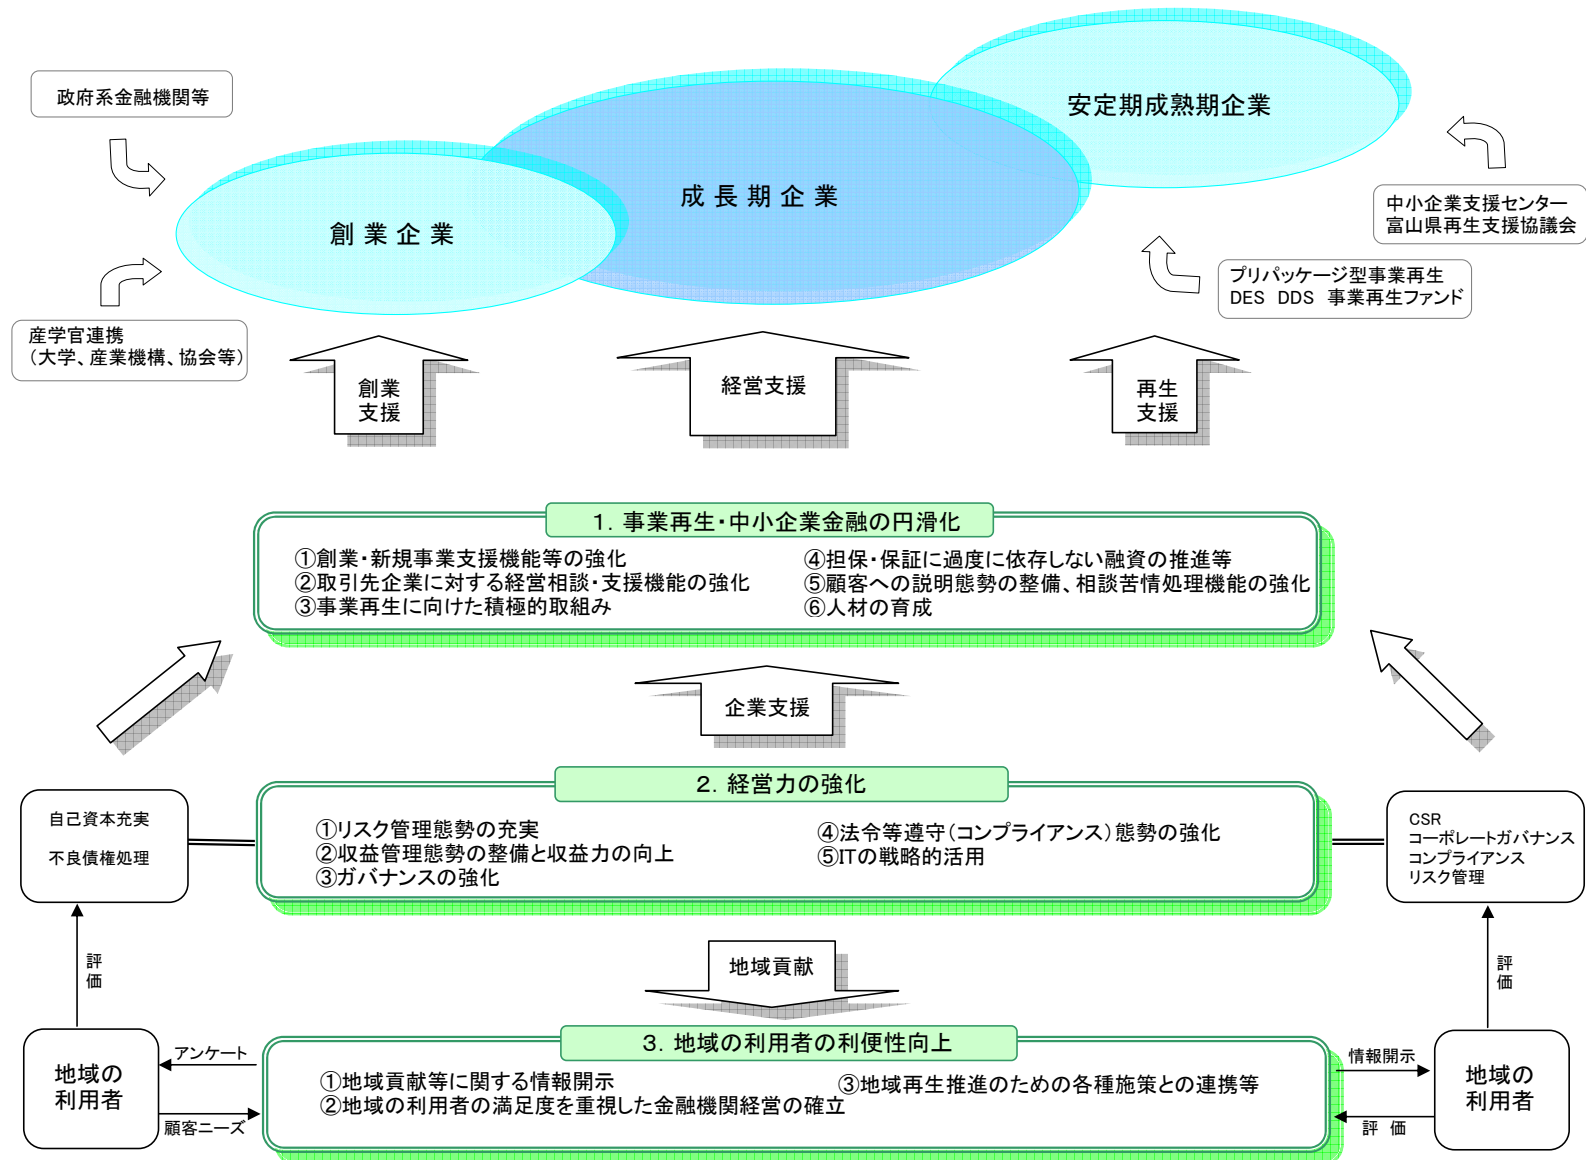 安定期成熟期企業
政府系金融機関等
成長期企業
創業企業
中小企業支援センター
富山県再生支援協議会
プリパッケージ型事業再生
DES DDS 事業再生ファンド
産学官連携
(大学、産業機構、協会等)
創業
支援
経営支援
再生
支援
1．事業再生・中小企業金融の円滑化
①創業・新規事業支援機能等の強化
②取引先企業に対する経営相談・支援機能の強化
③事業再生に向けた積極的取組み
④担保・保証に過度に依存しない融資の推進等
⑤顧客への説明態勢の整備、相談苦情処理機能の強化
⑥人材の育成
企業支援
2．経営力の強化
自己資本充実
不良債権処理
①リスク管理態勢の充実
②収益管理態勢の整備と収益力の向上
③ガバナンスの強化
④法令等遵守(コンプライアンス)態勢の強化
⑤ITの戦略的活用
CSR
コーポレートガバナンス
コンプライアンス
リスク管理
評
価
地域貢献
評
価
3．地域の利用者の利便性向上
地域の
利用者
アンケート
顧客ニーズ
①地域貢献等に関する情報開示
②地域の利用者の満足度を重視した金融機関経営の確立
③地域再生推進のための各種施策との連携等
情報開示
評 価
地域の
利用者